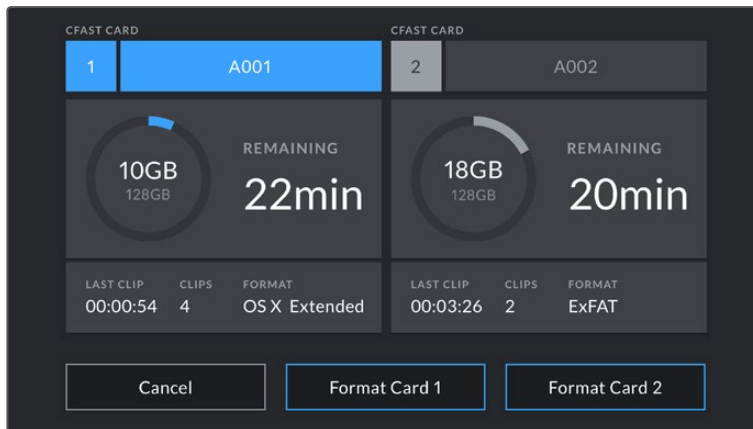 CFAST CARD
1 A001
10GB
128GB
REMAINING
22min
LAST CLIP CLIPS FORMAT
00:00:54 4 OS X Extended
CFAST CARD
2 A002
18GB
128GB
REMAINING
20min
LAST CLIP CLIPS FORMAT
00:03:26 2 ExFAT
Cancel Format Card 1 Format Card 2